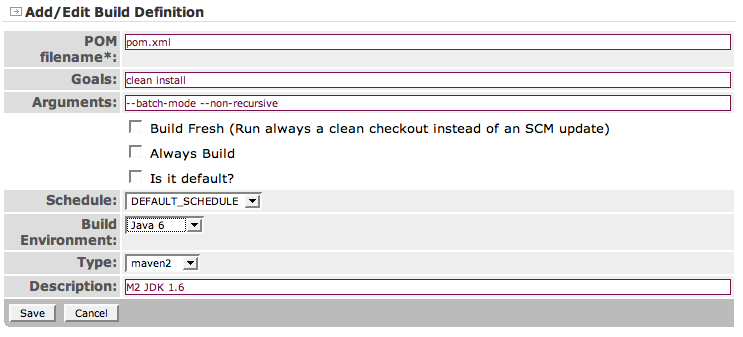 Add/Edit Build Definition
POM filename*: pom.xml
Goals: clean install
Arguments: --batch-mode --non-recursive
Build Fresh (Run always a clean checkout instead of an SCM update)
Always Build
Is it default?
Schedule: DEFAULT_SCHEDULE
Build Environment: Java 6
Type: maven2
Description: M2 JDK 1.6
Save Cancel